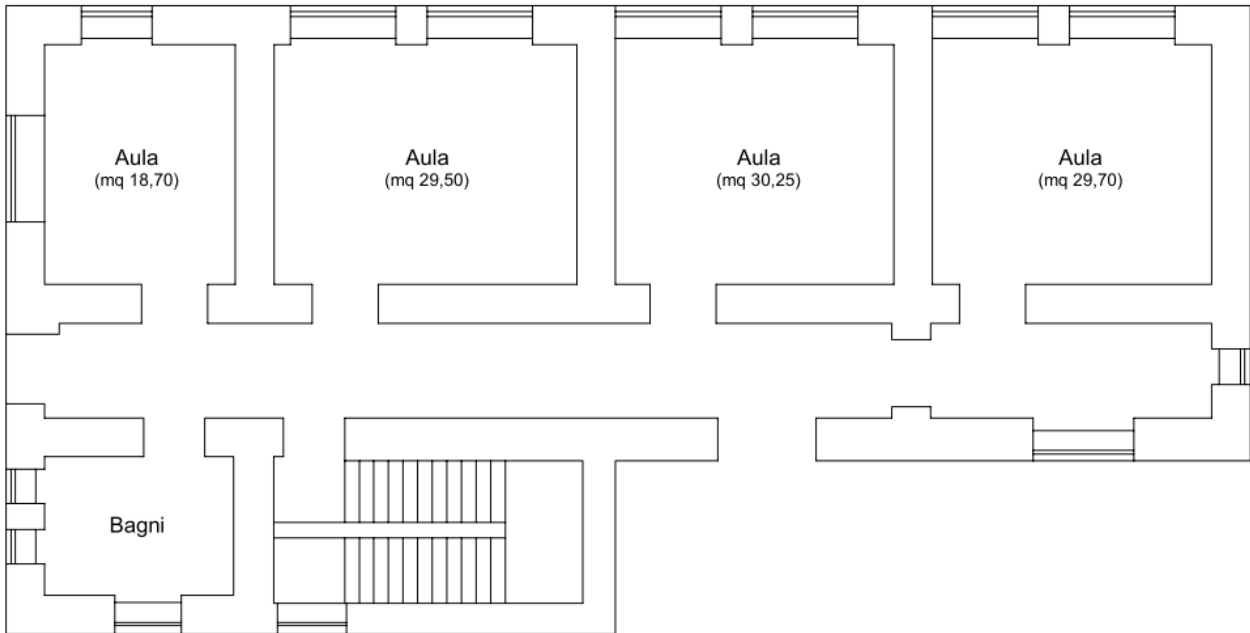 Aula
(mq 18,70)
Aula
(mq 29,50)
Aula
(mq 30,25)
Aula
(mq 29,70)
Bagni